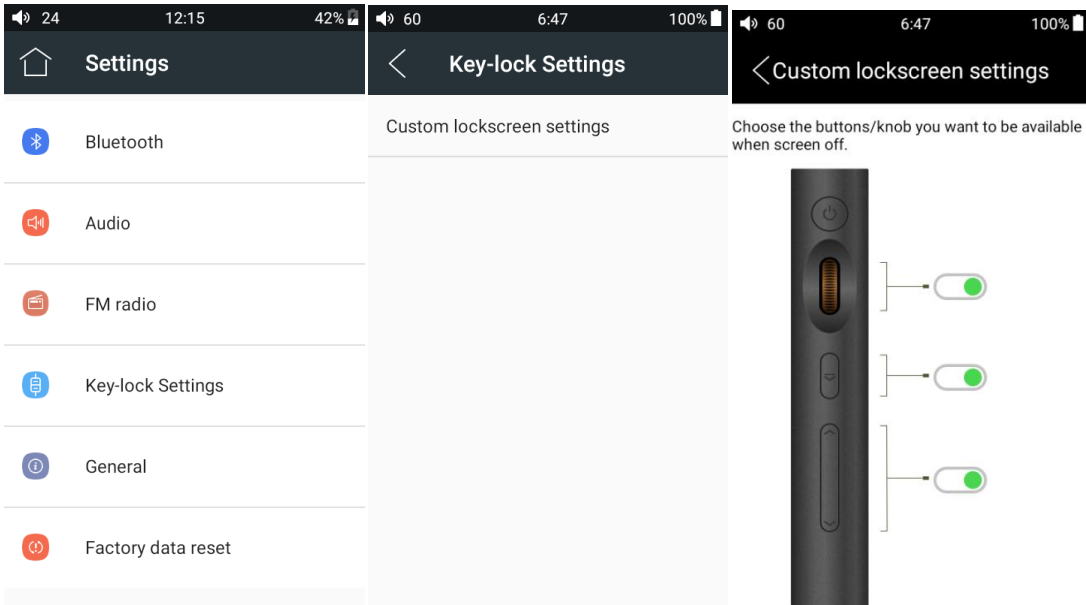 24 12:15 42%
Settings
Bluetooth
Audio
FM radio
Key-lock Settings
General
Factory data reset
60 6:47 100%
Key-lock Settings
Custom lockscreen settings
60 6:47 100%
Custom lockscreen settings
Choose the buttons/knob you want to be available
when screen off.